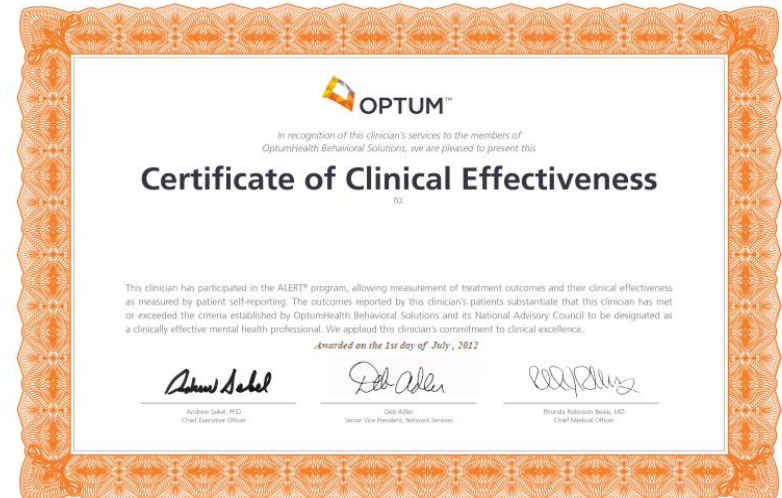 OPTUM™
In recognition of this clinician's services to the members of
OptumHealth Behavioral Solutions, we are pleased to present this
Certificate of Clinical Effectiveness
to:
This clinician has participated in the ALERT® program, allowing measurement of treatment outcomes and their clinical effectiveness
as measured by patient self-reporting. The outcomes reported by this clinician's patients substantiate that this clinician has met
or exceeded the criteria established by OptumHealth Behavioral Solutions and its National Advisory Council to be designated as
a clinically effective mental health professional. We applaud this clinician's commitment to clinical excellence.
Awarded on the 1st day of July , 2012
Andrew Sekel Deb Adler
Andrew Sekel, PhD Deb Adler Rhonda Robinson Beale, MD
Chief Executive Officer Senior Vice President, Network Services Chief Medical Officer